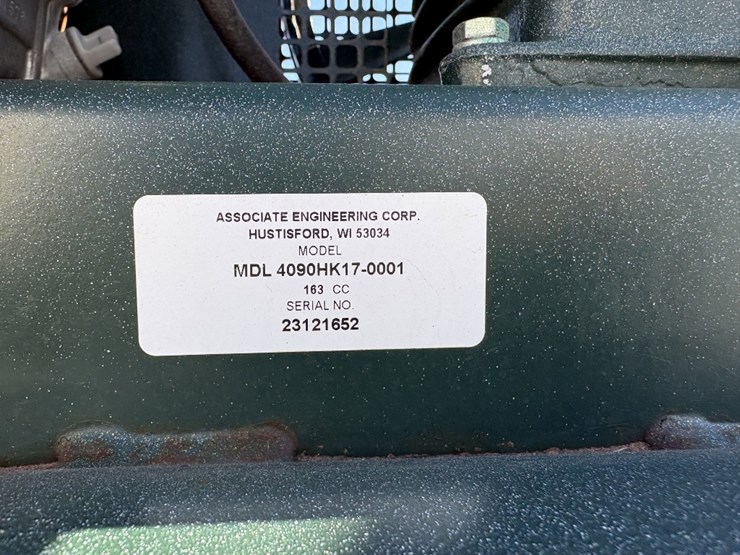 ASSOCIATE ENGINEERING CORP.
HUSTISFORD, WI 53034
MODEL
MDL 4090HK17-0001
163 CC
SERIAL NO.
23121652